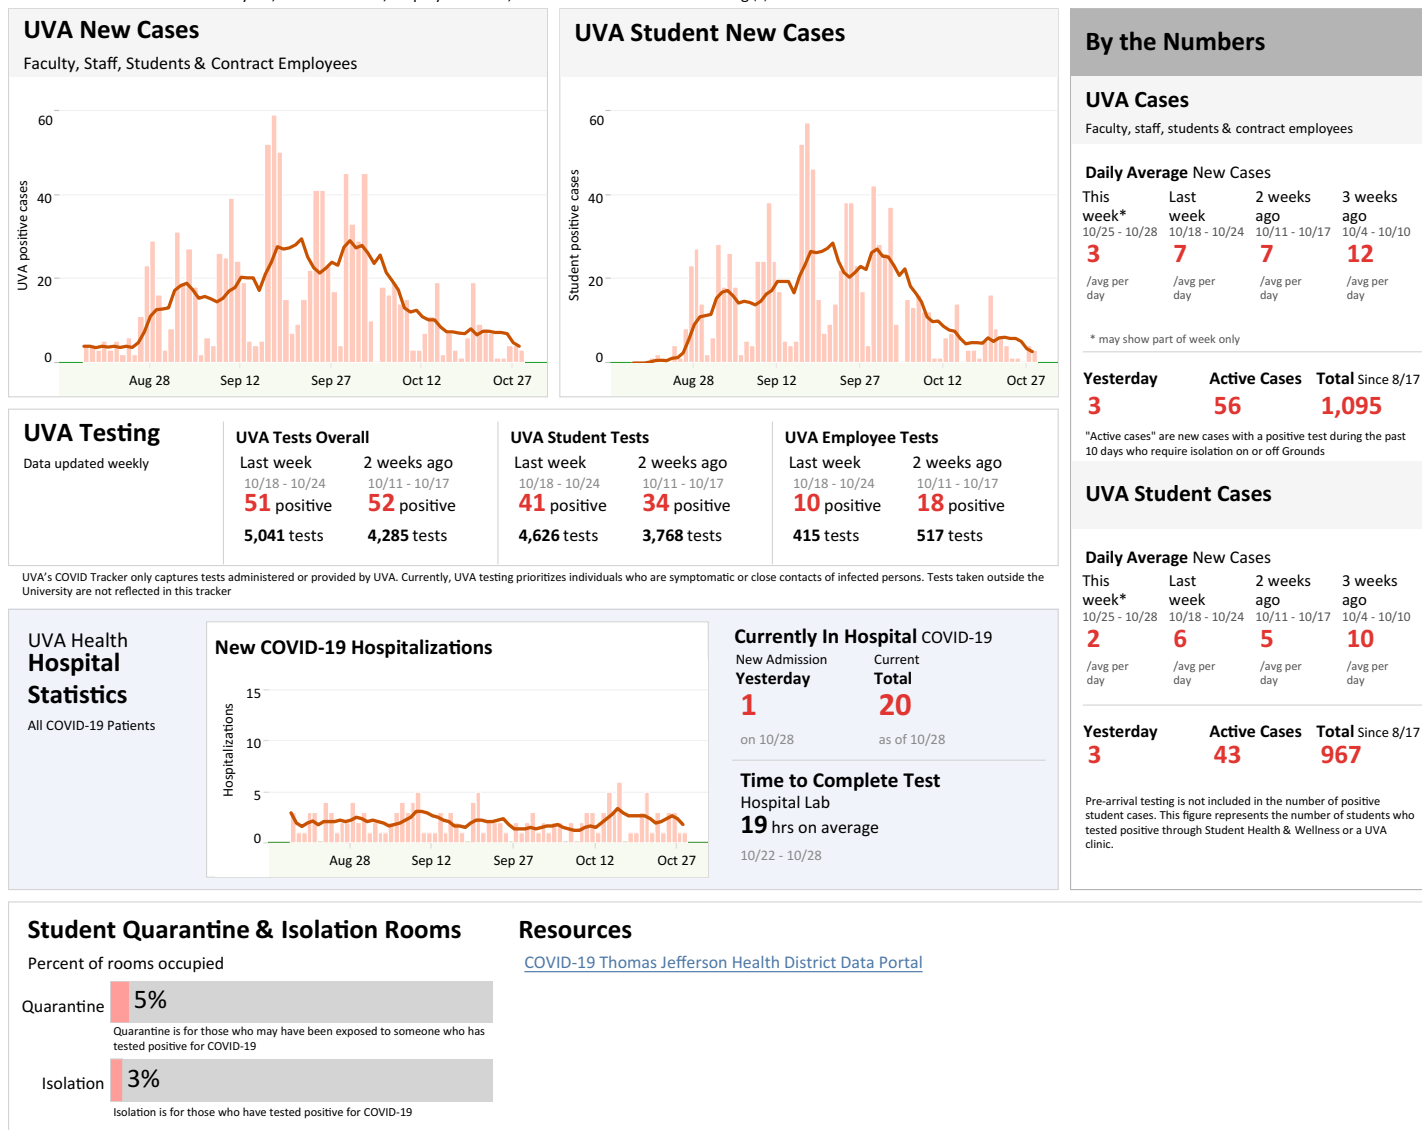 UVA New Cases
Faculty, Staff, Students & Contract Employees
60
40
20
0
UVA positive cases
Aug 28 Sep 12 Sep 27 Oct 12 Oct 27
UVA Student New Cases
60
40
20
0
Student positive cases
Aug 28 Sep 12 Sep 27 Oct 12 Oct 27
By the Numbers
UVA Cases
Faculty, staff, students & contract employees
Daily Average New Cases
This week* Last week 2 weeks ago 3 weeks ago
10/25 - 10/28 10/18 - 10/24 10/11 - 10/17 10/4 - 10/10
3 7 7 12
/avg per day /avg per day /avg per day /avg per day
* may show part of week only
Yesterday Active Cases Total Since 8/17
3 56 1,095
"Active cases" are new cases with a positive test during the past
10 days who require isolation on or off Grounds
UVA Student Cases
Daily Average New Cases
This week* Last week 2 weeks ago 3 weeks ago
10/25 - 10/28 10/18 - 10/24 10/11 - 10/17 10/4 - 10/10
2 6 5 10
/avg per day /avg per day /avg per day /avg per day
Yesterday Active Cases Total Since 8/17
3 43 967
Pre-arrival testing is not included in the number of positive
student cases. This figure represents the number of students who
tested positive through Student Health & Wellness or a UVA
clinic.
UVA Testing
Data updated weekly
UVA Tests Overall
Last week 2 weeks ago
10/18 - 10/24 10/11 - 10/17
51 positive 52 positive
5,041 tests 4,285 tests
UVA Student Tests
Last week 2 weeks ago
10/18 - 10/24 10/11 - 10/17
41 positive 34 positive
4,626 tests 3,768 tests
UVA Employee Tests
Last week 2 weeks ago
10/18 - 10/24 10/11 - 10/17
10 positive 18 positive
415 tests 517 tests
UVA's COVID Tracker only captures tests administered or provided by UVA. Currently, UVA testing prioritizes individuals who are symptomatic or close contacts of infected persons. Tests taken outside the
University are not reflected in this tracker
UVA Health
Hospital
Statistics
All COVID-19 Patients
New COVID-19 Hospitalizations
15
10
5
0
Hospitalizations
Aug 28 Sep 12 Sep 27 Oct 12 Oct 27
Currently In Hospital COVID-19
New Admission Current
Yesterday Total
1 20
on 10/28 as of 10/28
Time to Complete Test
Hospital Lab
19 hrs on average
10/22 - 10/28
Student Quarantine & Isolation Rooms
Percent of rooms occupied
Quarantine 5%
Quarantine is for those who may have been exposed to someone who has
tested positive for COVID-19
Isolation 3%
Isolation is for those who have tested positive for COVID-19
Resources
COVID-19 Thomas Jefferson Health District Data Portal